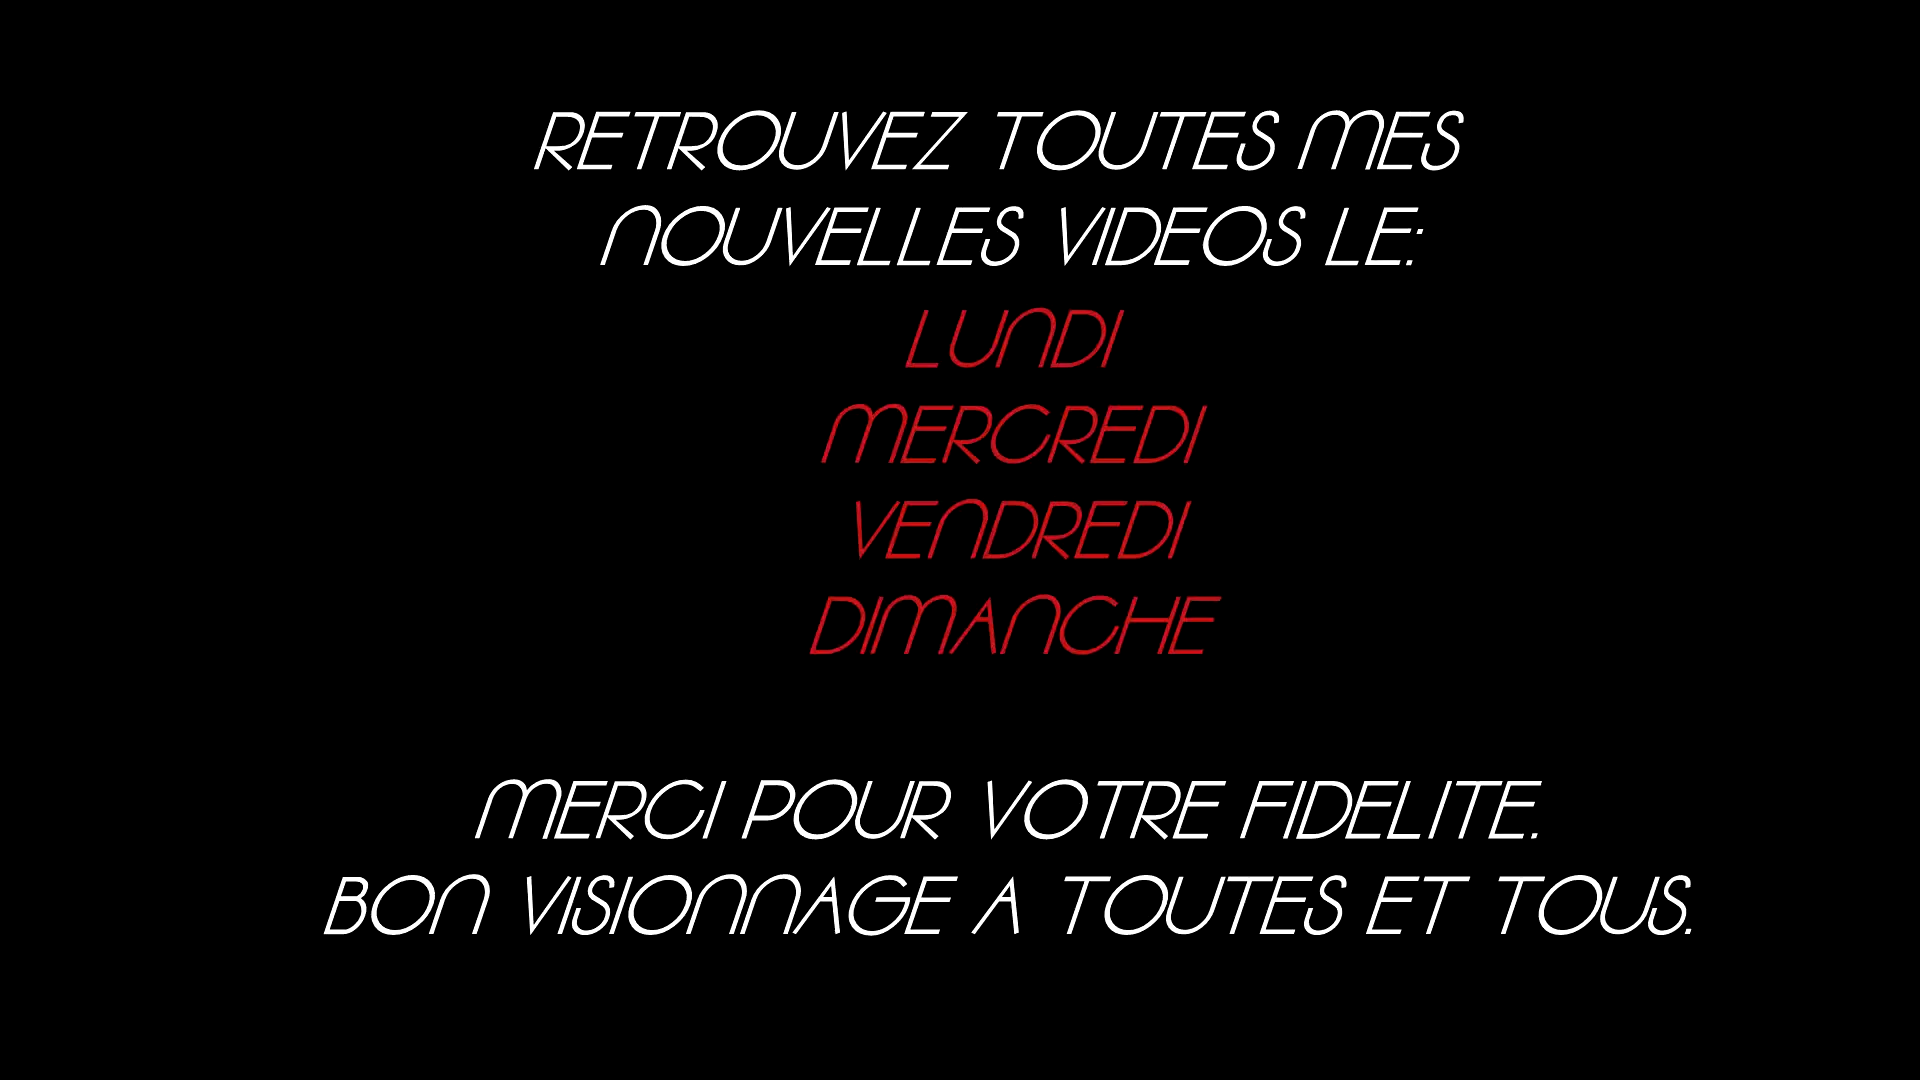 RETROUVEZ TOUTES MES
NOUVELLES VIDEOS LE:
LUNDI
MERCREDI
VENDREDI
DIMANCHE
MERCI POUR VOTRE FIDELITE.
BON VISIONNAGE A TOUTES ET TOUS.